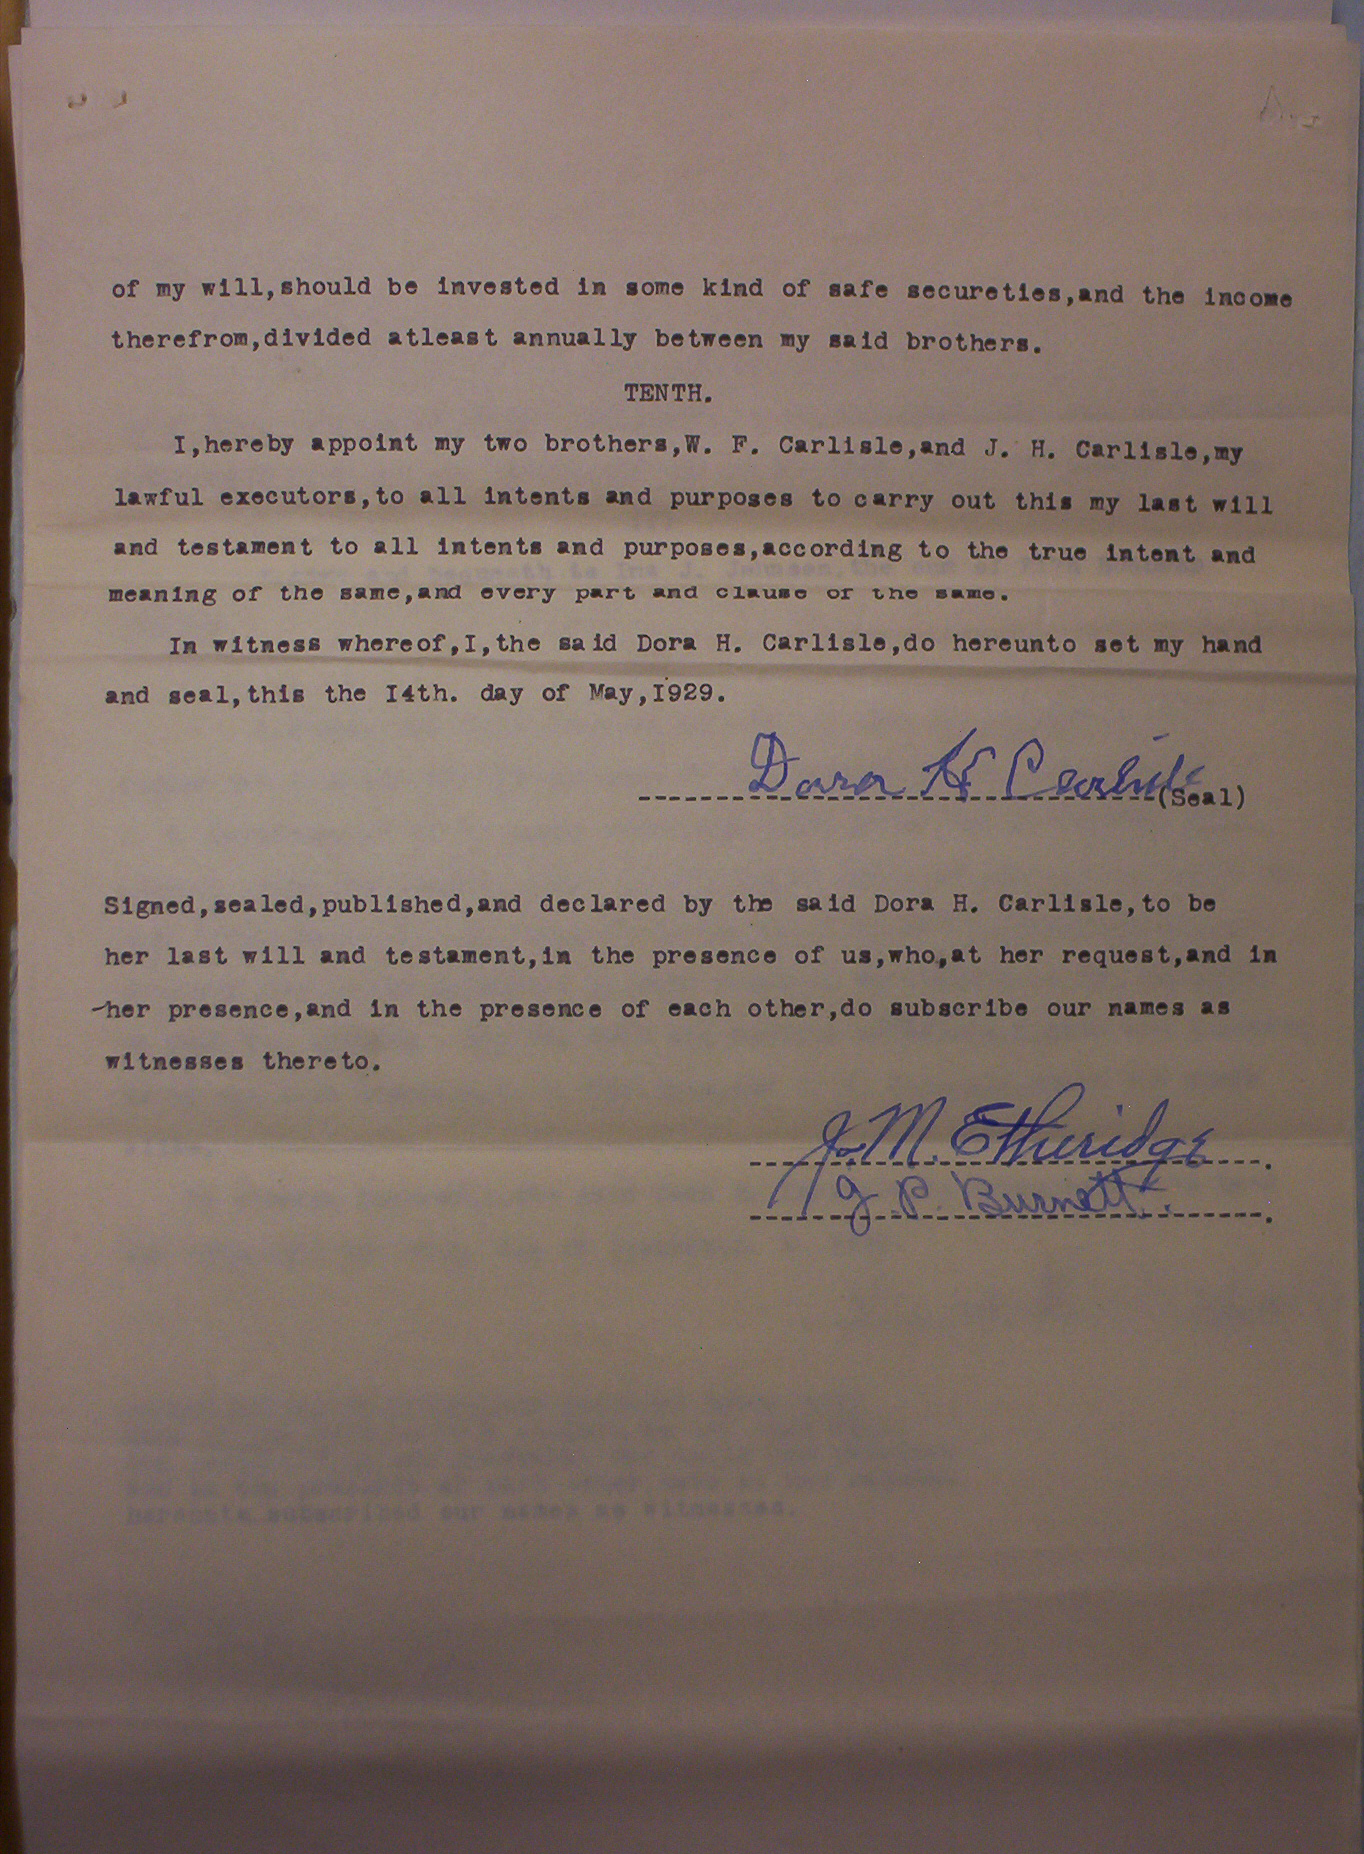 of my will,should be invested in some kind of safe secureties,and the income
therefrom,divided atleast annually between my said brothers.
TENTH.
I,hereby appoint my two brothers,W. F. Carlisle,and J. H. Carlisle,my
lawful executors,to all intents and purposes to carry out this my last will
and testament to all intents and purposes,according to the true intent and
meaning of the same,and every part and clause of the same.
In witness whereof,I,the said Dora H. Carlisle,do hereunto set my hand
and seal,this the I4th. day of May,I929.
Dora H Carlisle
(Seal)
Signed,sealed,published,and declared by the said Dora H. Carlisle,to be
her last will and testament,in the presence of us,who,at her request,and in
her presence,and in the presence of each other,do subscribe our names as
witnesses thereto.
J. M. Etheridge
J. P. Burnett.